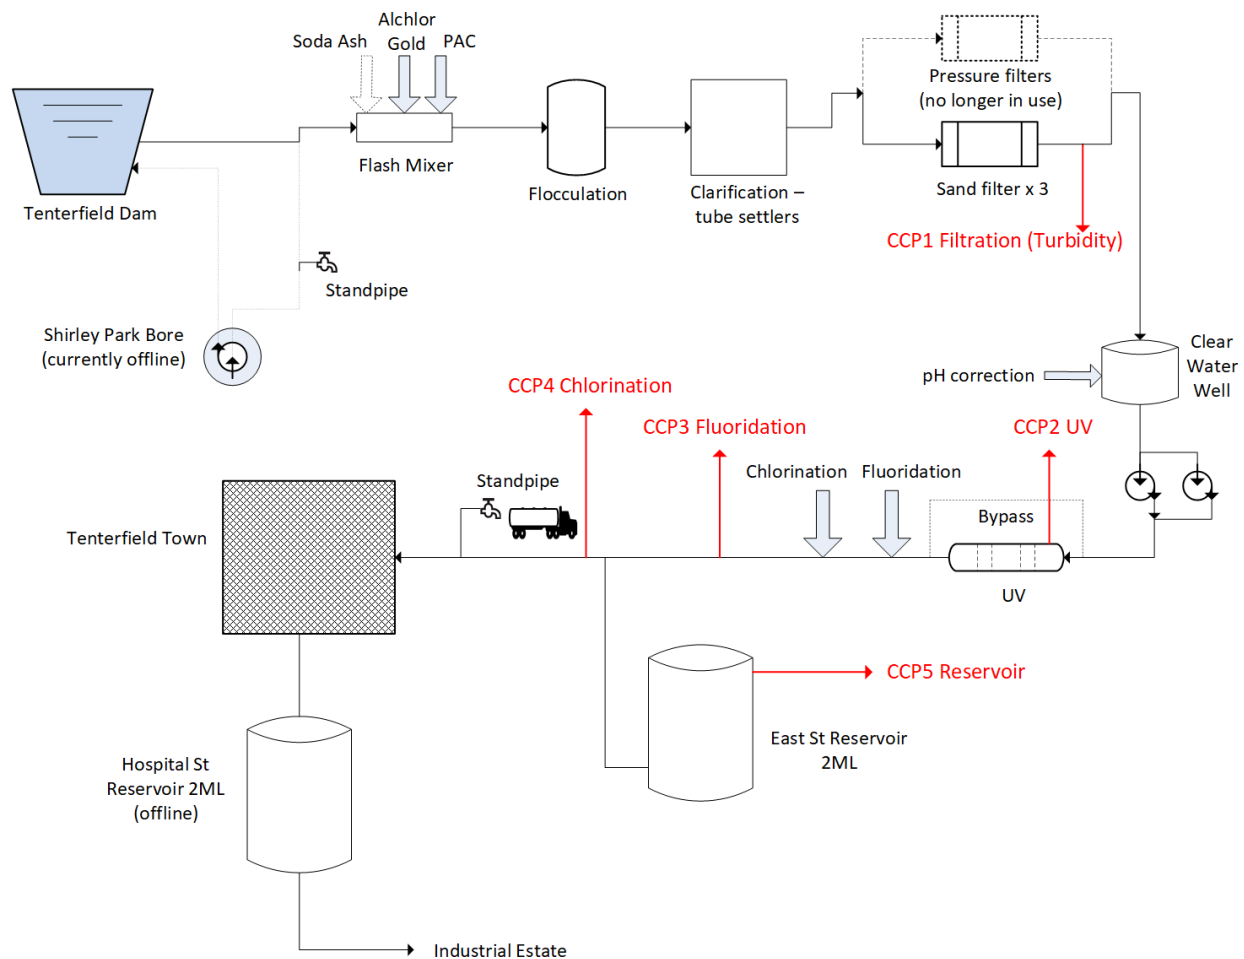 Soda Ash
Alchlor
Gold
PAC
Pressure filters
(no longer in use)
Flash Mixer
Flocculation
Clarification –
tube settlers
Sand filter x 3
Tenterfield Dam
CCP1 Filtration (Turbidity)
Standpipe
Shirley Park Bore
(currently offline)
Clear
Water
Well
pH correction
CCP4 Chlorination
CCP3 Fluoridation
CCP2 UV
Chlorination
Fluoridation
Standpipe
Bypass
Tenterfield Town
UV
CCP5 Reservoir
East St Reservoir
2ML
Hospital St
Reservoir 2ML
(offline)
Industrial Estate